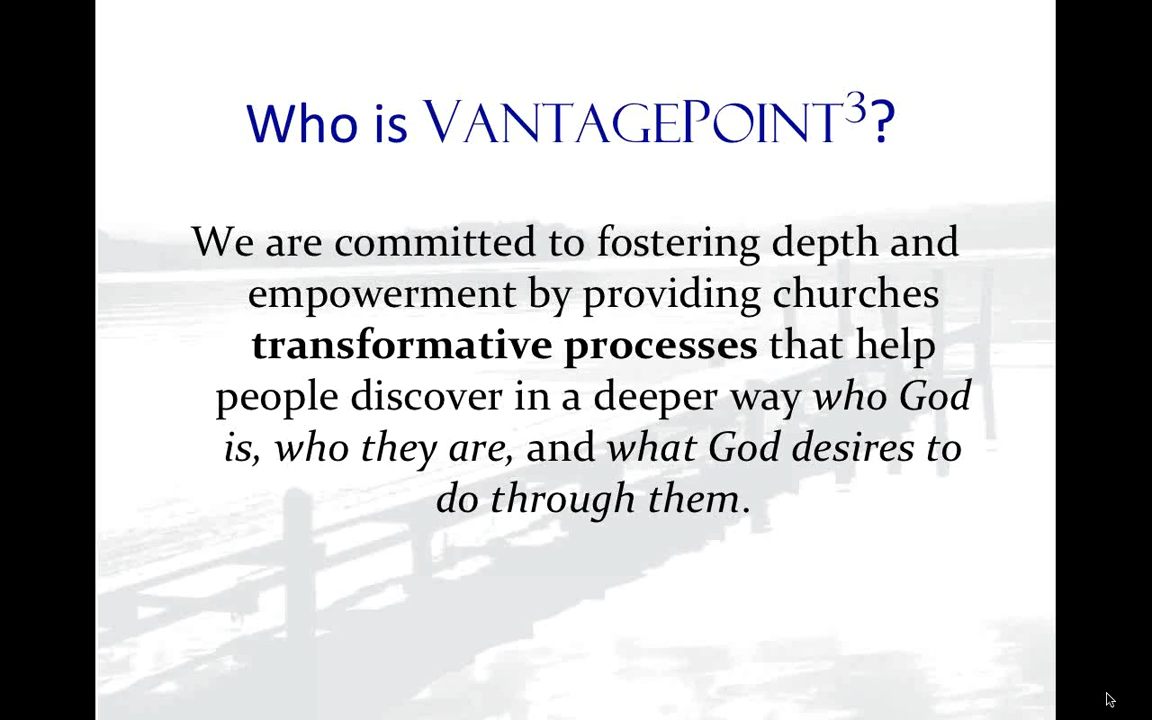 Who is VANTAGEPOINT³?
We are committed to fostering depth and
empowerment by providing churches
transformative processes that help
people discover in a deeper way who God
is, who they are, and what God desires to
do through them.